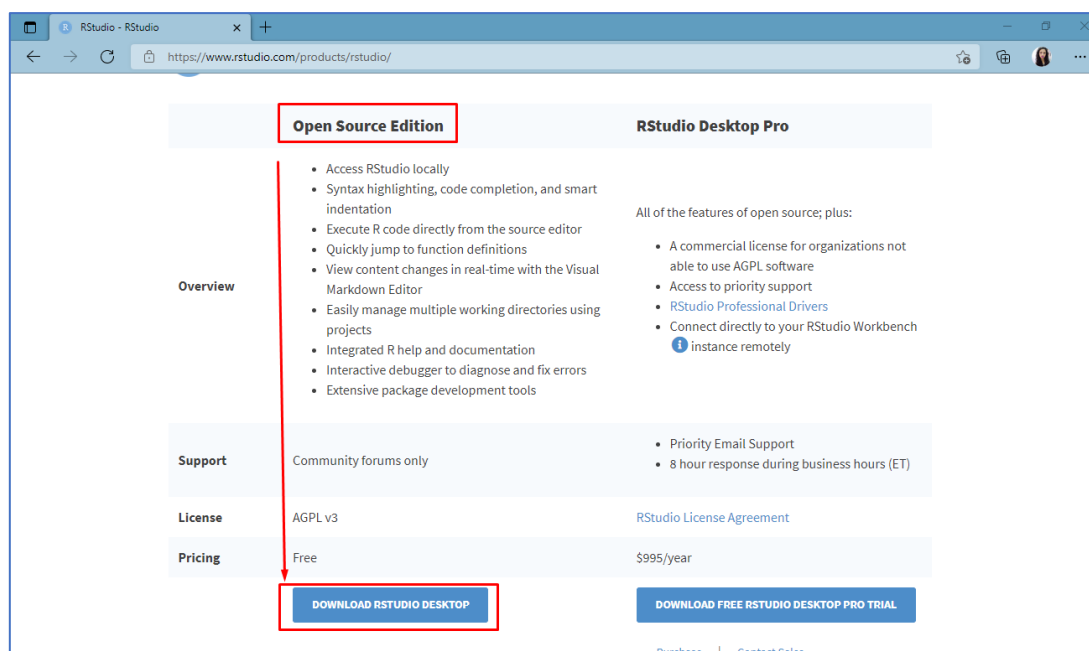 RStudio - RStudio
https://www.rstudio.com/products/rstudio/
Open Source Edition
RStudio Desktop Pro
Overview
• Access RStudio locally
• Syntax highlighting, code completion, and smart
indentation
• Execute R code directly from the source editor
• Quickly jump to function definitions
• View content changes in real-time with the Visual
Markdown Editor
• Easily manage multiple working directories using
projects
• Integrated R help and documentation
• Interactive debugger to diagnose and fix errors
• Extensive package development tools
All of the features of open source; plus:
• A commercial license for organizations not
able to use AGPL software
• Access to priority support
• RStudio Professional Drivers
• Connect directly to your RStudio Workbench
instance remotely
Support
Community forums only
• Priority Email Support
• 8 hour response during business hours (ET)
License
AGPL v3
RStudio License Agreement
Pricing
Free
$995/year
DOWNLOAD RSTUDIO DESKTOP
DOWNLOAD FREE RSTUDIO DESKTOP PRO TRIAL
Purchase | Contact Sales